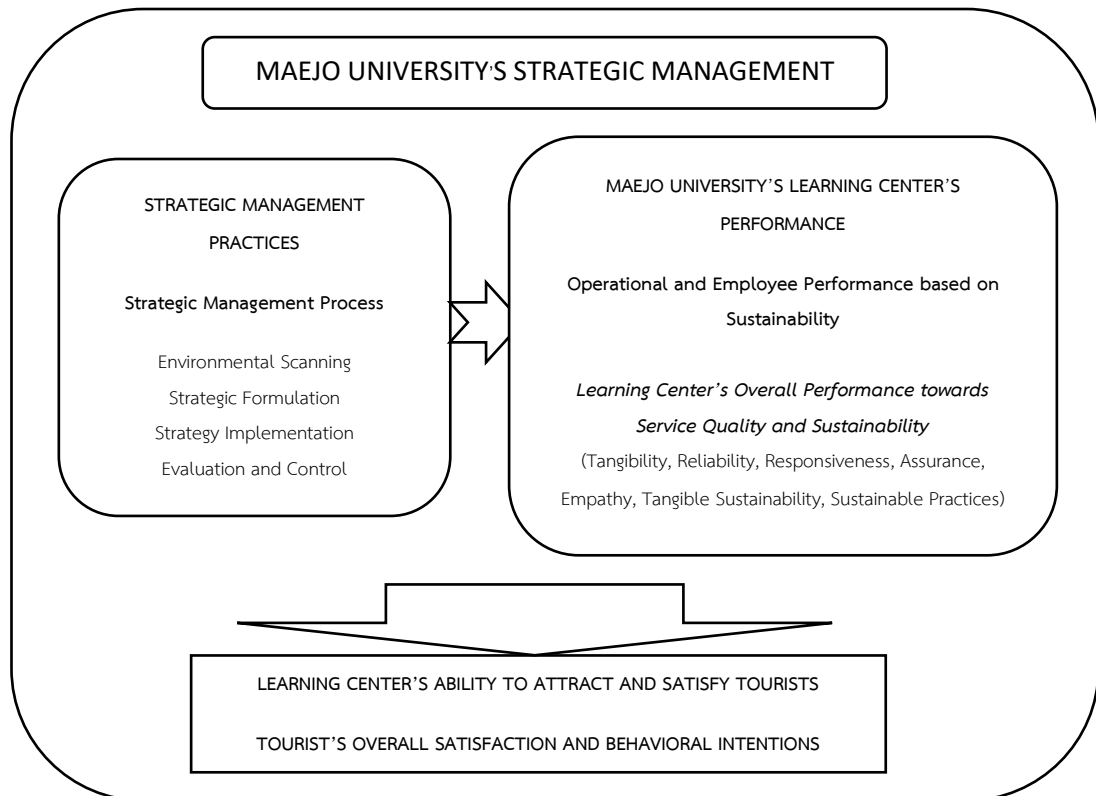 MAEJO UNIVERSITY'S STRATEGIC MANAGEMENT
STRATEGIC MANAGEMENT
PRACTICES
Strategic Management Process
Environmental Scanning
Strategic Formulation
Strategy Implementation
Evaluation and Control
MAEJO UNIVERSITY'S LEARNING CENTER'S
PERFORMANCE
Operational and Employee Performance based on
Sustainability
Learning Center's Overall Performance towards
Service Quality and Sustainability
(Tangibility, Reliability, Responsiveness, Assurance,
Empathy, Tangible Sustainability, Sustainable Practices)
LEARNING CENTER'S ABILITY TO ATTRACT AND SATISFY TOURISTS
TOURIST'S OVERALL SATISFACTION AND BEHAVIORAL INTENTIONS